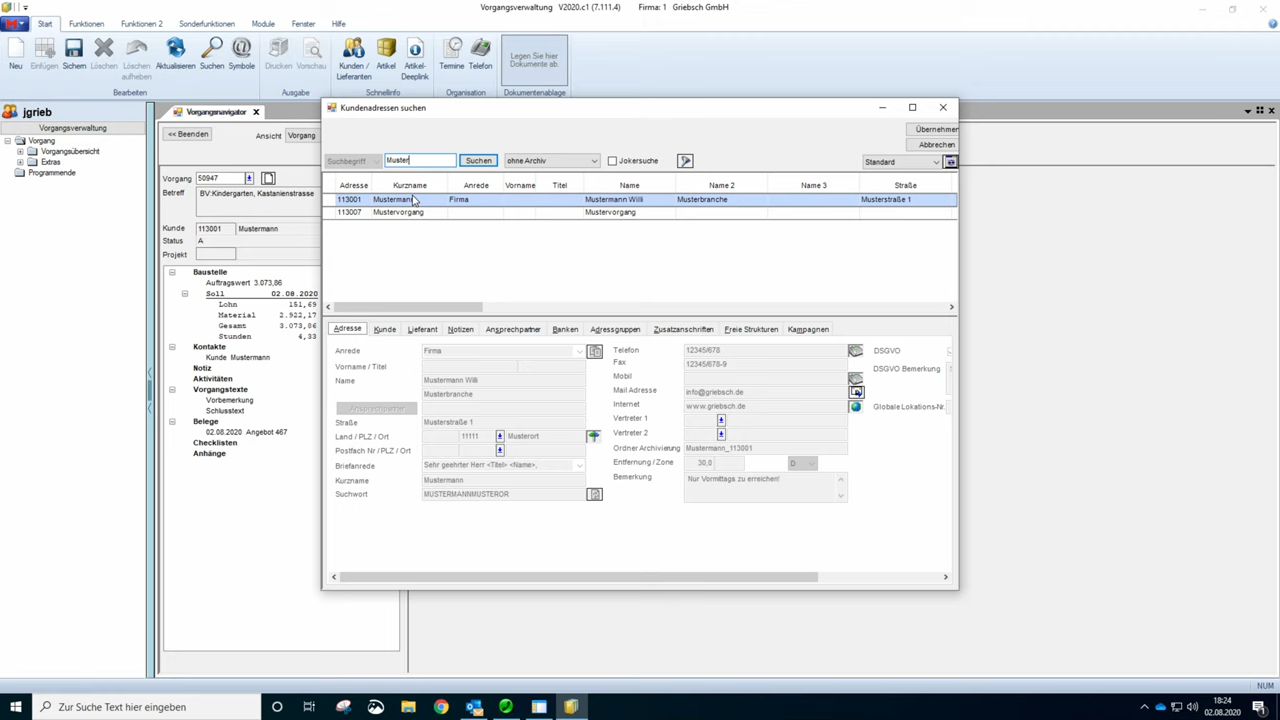 Vorgangsverwaltung V2020.c1 (7.111.4) Firma: 1 Griebsch GmbH
Start Funktionen Funktionen 2 Sonderfunktionen Module Fenster Hilfe
Neu Einfügen Sichern Löschen Löschen aufheben Aktualisieren Suchen Symbole Drucken Vorschau Kunden / Lieferanten Artikel Artikel-Deeplink Termine Telefon Legen Sie hier Dokumente ab.
Bearbeiten Ausgabe Schnellinfo Organisation Dokumentenablage
jgrieb
Vorgangsverwaltung
Vorgang
Vorgangsübersicht
Extras
Programmende
Vorgangsnavigator
<< Beenden Ansicht Vorgang
Vorgang 50947
Betreff BV:Kindergarten, Kastanienstrasse
Kunde 113001 Mustermann
Status A
Projekt
Baustelle
Auftragswert 3.073,86
Soll 02.08.2020
Lohn 151,69
Material 2.922,17
Gesamt 3.073,86
Stunden 4,33
Kontakte
Kunde Mustermann
Notiz
Aktivitäten
Vorgangstexte
Vorbemerkung
Schlusstext
Belege
02.08.2020 Angebot 467
Checklisten
Anhänge
Kundenadressen suchen
Übernehmen
Abbrechen
Suchbegriff Muster Suchen ohne Archiv Jokersuche Standard
Adresse Kurzname Anrede Vorname Titel Name Name 2 Name 3 Straße
113001 Mustermann Firma Mustermann Willi Musterbranche Musterstraße 1
113007 Mustervorgang Mustervorgang
Adresse Kunde Lieferant Notizen Ansprechpartner Banken Adressgruppen Zusatzanschriften Freie Strukturen Kampagnen
Anrede Firma
Vorname / Titel
Name Mustermann Willi
Musterbranche
Ansprechpartner
Straße Musterstraße 1
Land / PLZ / Ort 11111 Musterort
Postfach Nr / PLZ / Ort
Briefanrede Sehr geehrter Herr <Titel> <Name>,
Kurzname Mustermann
Suchwort MUSTERMANNMUSTEROR
Telefon 12345/678
Fax 12345/678-9
Mobil
Mail Adresse info@griebsch.de
Internet www.griebsch.de
Vertreter 1
Vertreter 2
Ordner Archivierung Mustermann_113001
Entfernung / Zone 30,0 D
Bemerkung Nur Vormittags zu erreichen!
DSGVO
DSGVO Bemerkung
Globale Lokations-Nr.
NUM
Zur Suche Text hier eingeben
18:24
02.08.2020